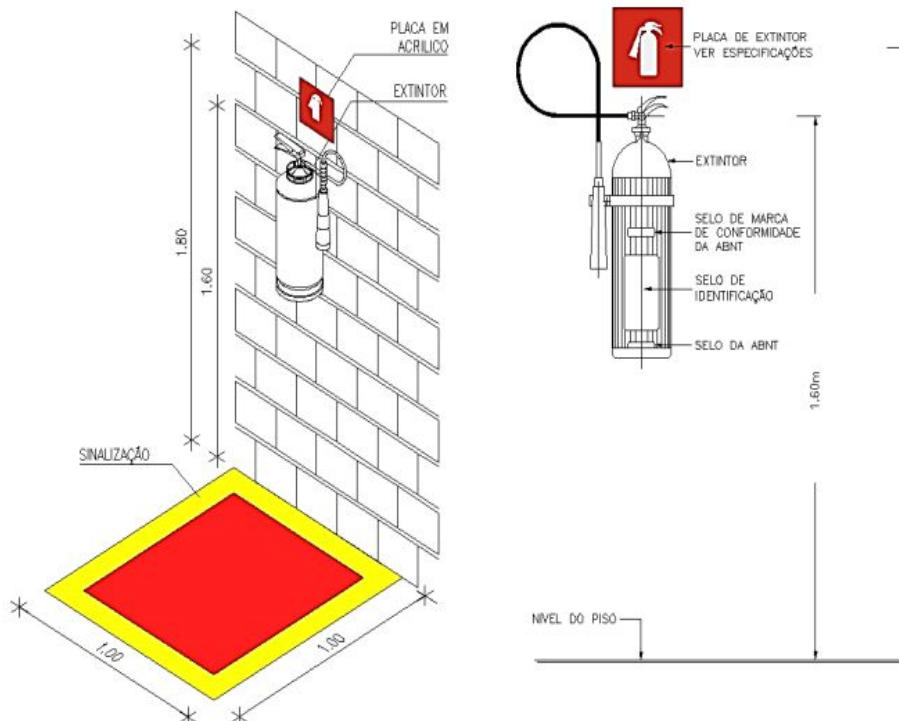 PLACA EM
ACRILICO
EXTINTOR
1.80
1.60
SINALIZAÇÃO
1.00
1.00
PLACA DE EXTINTOR
VER ESPECIFICAÇÕES
EXTINTOR
SELO DE MARCA
DE CONFORMIDADE
DA ABNT
SELO DE
IDENTIFICAÇÃO
SELO DA ABNT
1.60m
NIVEL DO PISO